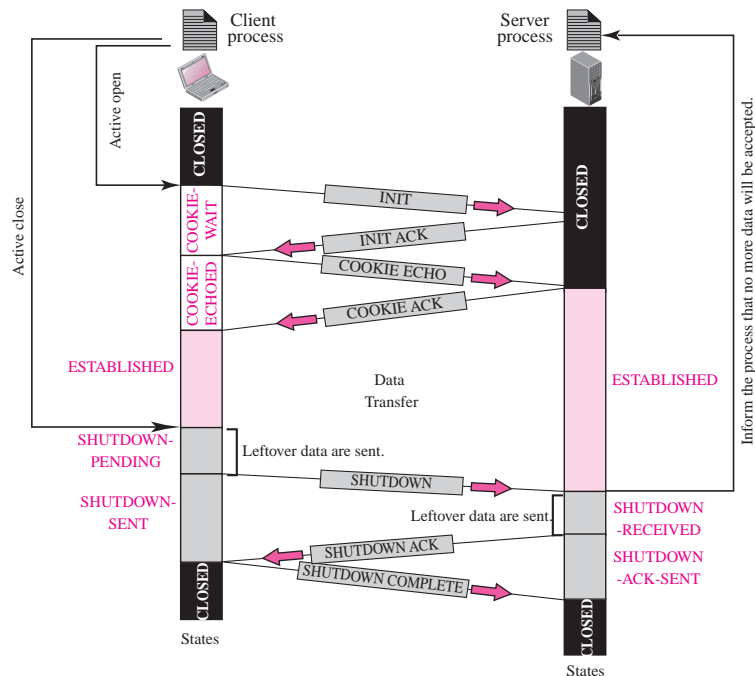 Client
process
Server
process
Active open
Active close
CLOSED
COOKIE-
WAIT
COOKIE-
ECHOED
ESTABLISHED
SHUTDOWN-
PENDING
SHUTDOWN-
SENT
CLOSED
States
INIT
INIT ACK
COOKIE ECHO
COOKIE ACK
Data
Transfer
Leftover data are sent.
SHUTDOWN
Leftover data are sent.
SHUTDOWN ACK
SHUTDOWN COMPLETE
CLOSED
ESTABLISHED
SHUTDOWN
-RECEIVED
SHUTDOWN
-ACK-SENT
CLOSED
States
Inform the process that no more data will be accepted.